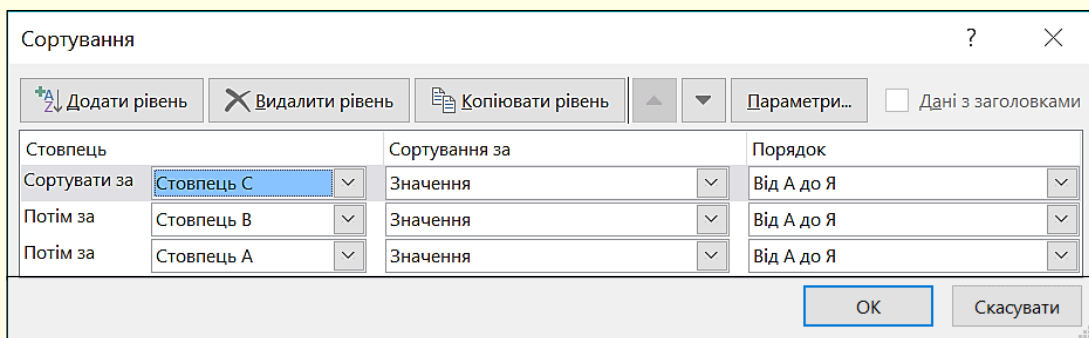 Сортування ?
Додати рівень Видалити рівень Копіювати рівень Параметри... Дані з заголовками
Стовпець Сортування за Порядок
Сортувати за Стовпець C Значення Від А до Я
Потім за Стовпець B Значення Від А до Я
Потім за Стовпець A Значення Від А до Я
ОК Скасувати